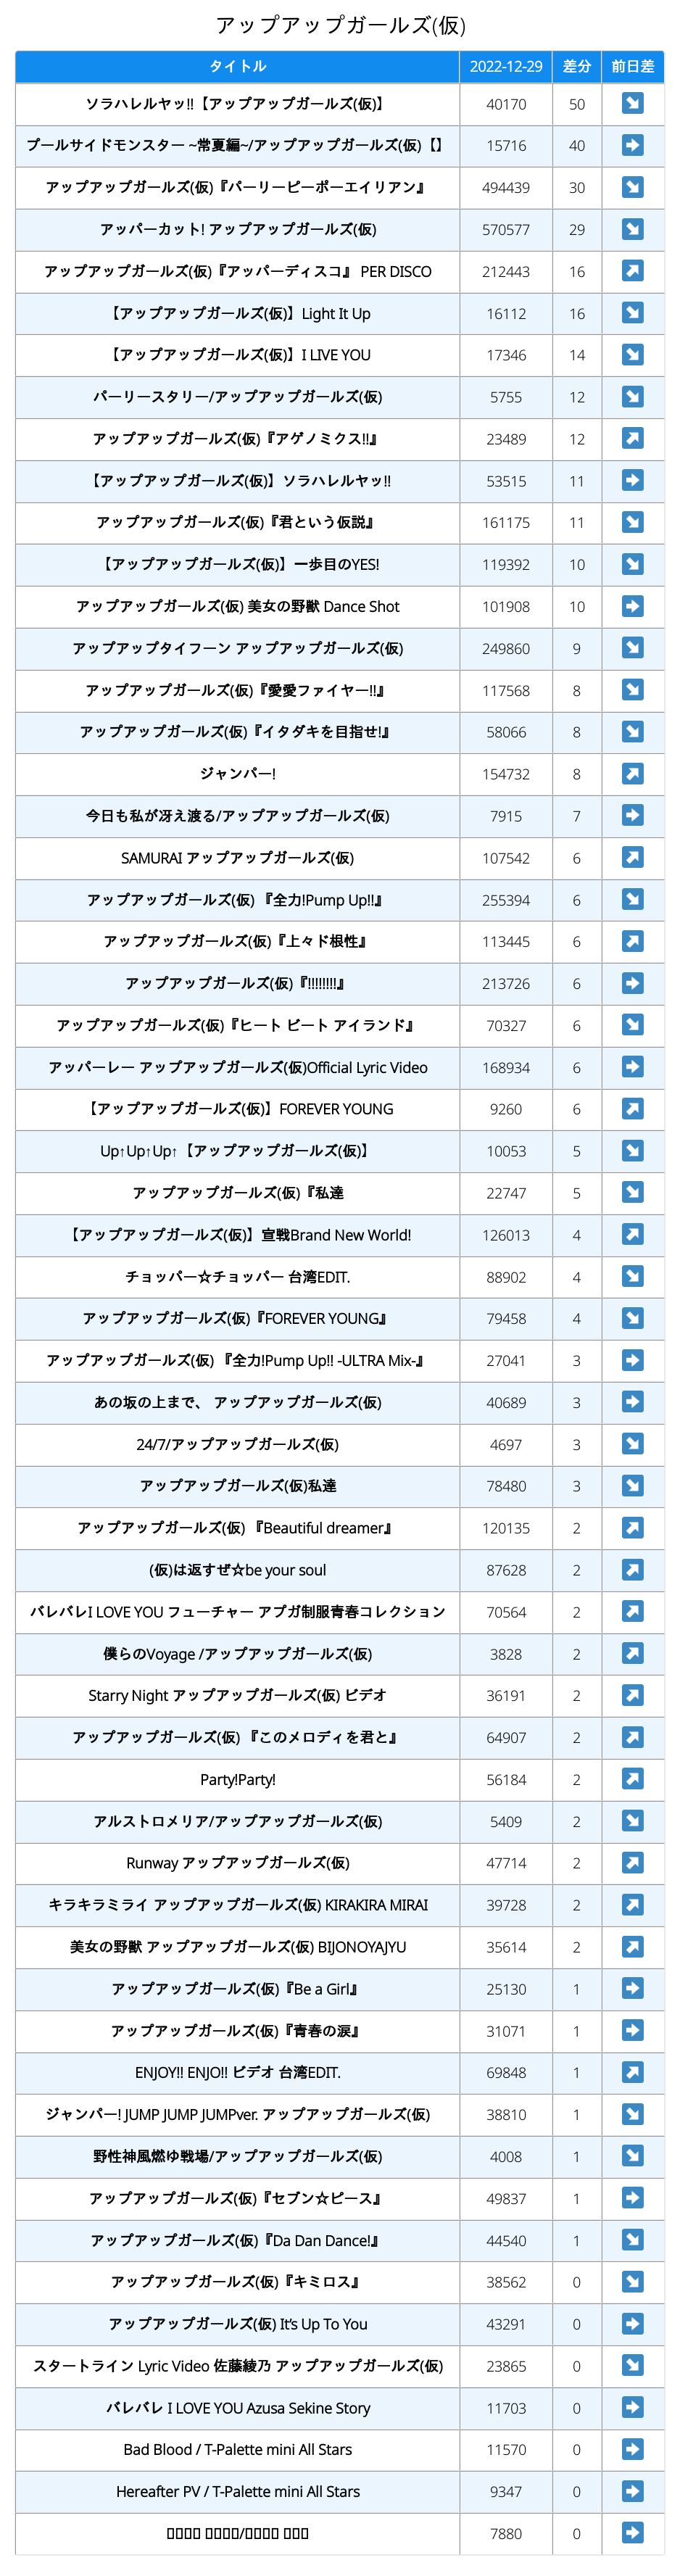 アップアップガールズ(仮)
タイトル 2022-12-29 差分 前日差
ソラハレルヤッ!!【アップアップガールズ(仮)】 40170 50 ↘
プールサイドモンスター ~常夏編~/アップアップガールズ(仮)【】 15716 40 ➡
アップアップガールズ(仮)『パーリーピーポーエイリアン』 494439 30 ↘
アッパーカット! アップアップガールズ(仮) 570577 29 ↘
アップアップガールズ(仮)『アッパーディスコ』 PER DISCO 212443 16 ↗
【アップアップガールズ(仮)】Light It Up 16112 16 ↘
【アップアップガールズ(仮)】I LIVE YOU 17346 14 ↘
パーリースタリー/アップアップガールズ(仮) 5755 12 ↘
アップアップガールズ(仮)『アゲノミクス!!』 23489 12 ↗
【アップアップガールズ(仮)】ソラハレルヤッ!! 53515 11 ➡
アップアップガールズ(仮)『君という仮説』 161175 11 ↘
【アップアップガールズ(仮)】一歩目のYES! 119392 10 ↘
アップアップガールズ(仮) 美女の野獣 Dance Shot 101908 10 ➡
アップアップタイフーン アップアップガールズ(仮) 249860 9 ↘
アップアップガールズ(仮)『愛愛ファイヤー!!』 117568 8 ↘
アップアップガールズ(仮)『イタダキを目指せ!』 58066 8 ↘
ジャンパー! 154732 8 ↗
今日も私が冴え渡る/アップアップガールズ(仮) 7915 7 ➡
SAMURAI アップアップガールズ(仮) 107542 6 ↗
アップアップガールズ(仮) 『全力!Pump Up!!』 255394 6 ↘
アップアップガールズ(仮)『上々ド根性』 113445 6 ↗
アップアップガールズ(仮)『!!!!!!!!』 213726 6 ➡
アップアップガールズ(仮)『ヒート ビート アイランド』 70327 6 ↘
アッパーレー アップアップガールズ(仮)Official Lyric Video 168934 6 ➡
【アップアップガールズ(仮)】FOREVER YOUNG 9260 6 ↗
Up↑Up↑Up↑【アップアップガールズ(仮)】 10053 5 ↘
アップアップガールズ(仮)『私達 22747 5 ↘
【アップアップガールズ(仮)】宣戦Brand New World! 126013 4 ↗
チョッパー☆チョッパー 台湾EDIT. 88902 4 ↘
アップアップガールズ(仮)『FOREVER YOUNG』 79458 4 ↘
アップアップガールズ(仮) 『全力!Pump Up!! -ULTRA Mix-』 27041 3 ➡
あの坂の上まで、 アップアップガールズ(仮) 40689 3 ➡
24/7/アップアップガールズ(仮) 4697 3 ↘
アップアップガールズ(仮)私達 78480 3 ↘
アップアップガールズ(仮) 『Beautiful dreamer』 120135 2 ↗
(仮)は返すぜ☆be your soul 87628 2 ↗
バレバレI LOVE YOU フューチャー アプガ制服青春コレクション 70564 2 ↗
僕らのVoyage /アップアップガールズ(仮) 3828 2 ↗
Starry Night アップアップガールズ(仮) ビデオ 36191 2 ↗
アップアップガールズ(仮) 『このメロディを君と』 64907 2 ↗
Party!Party! 56184 2 ↗
アルストロメリア/アップアップガールズ(仮) 5409 2 ↘
Runway アップアップガールズ(仮) 47714 2 ↗
キラキラミライ アップアップガールズ(仮) KIRAKIRA MIRAI 39728 2 ↗
美女の野獣 アップアップガールズ(仮) BIJONOYAJYU 35614 2 ↗
アップアップガールズ(仮)『Be a Girl』 25130 1 ➡
アップアップガールズ(仮)『青春の涙』 31071 1 ➡
ENJOY!! ENJO!! ビデオ 台湾EDIT. 69848 1 ↗
ジャンパー! JUMP JUMP JUMPver. アップアップガールズ(仮) 38810 1 ↘
野性神風燃ゆ戦場/アップアップガールズ(仮) 4008 1 ↘
アップアップガールズ(仮)『セブン☆ピース』 49837 1 ➡
アップアップガールズ(仮)『Da Dan Dance!』 44540 1 ↘
アップアップガールズ(仮)『キミロス』 38562 0 ↘
アップアップガールズ(仮) It's Up To You 43291 0 ➡
スタートライン Lyric Video 佐藤綾乃 アップアップガールズ(仮) 23865 0 ↘
バレバレ I LOVE YOU Azusa Sekine Story 11703 0 ➡
Bad Blood / T-Palette mini All Stars 11570 0 ➡
Hereafter PV / T-Palette mini All Stars 9347 0 ➡
7880 0 ➡